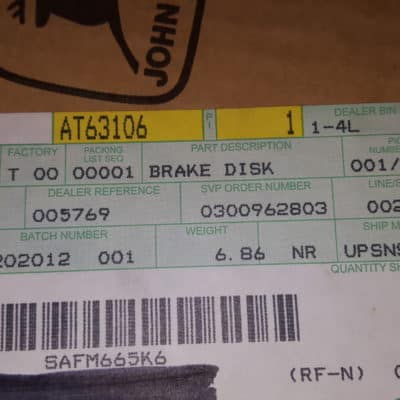 JOHN
DEALER BIN
AT63106 P I 1 1-4L
FACTORY PACKING LIST SEQ PART DESCRIPTION
T 00 00001 BRAKE DISK 001/
DEALER REFERENCE SVP ORDER NUMBER LINE/
005769 0300962803 002
BATCH NUMBER WEIGHT SHIP M
202012 001 6.86 NR UPSNS
QUANTITY SH
SAFM665K6
(RF-N)